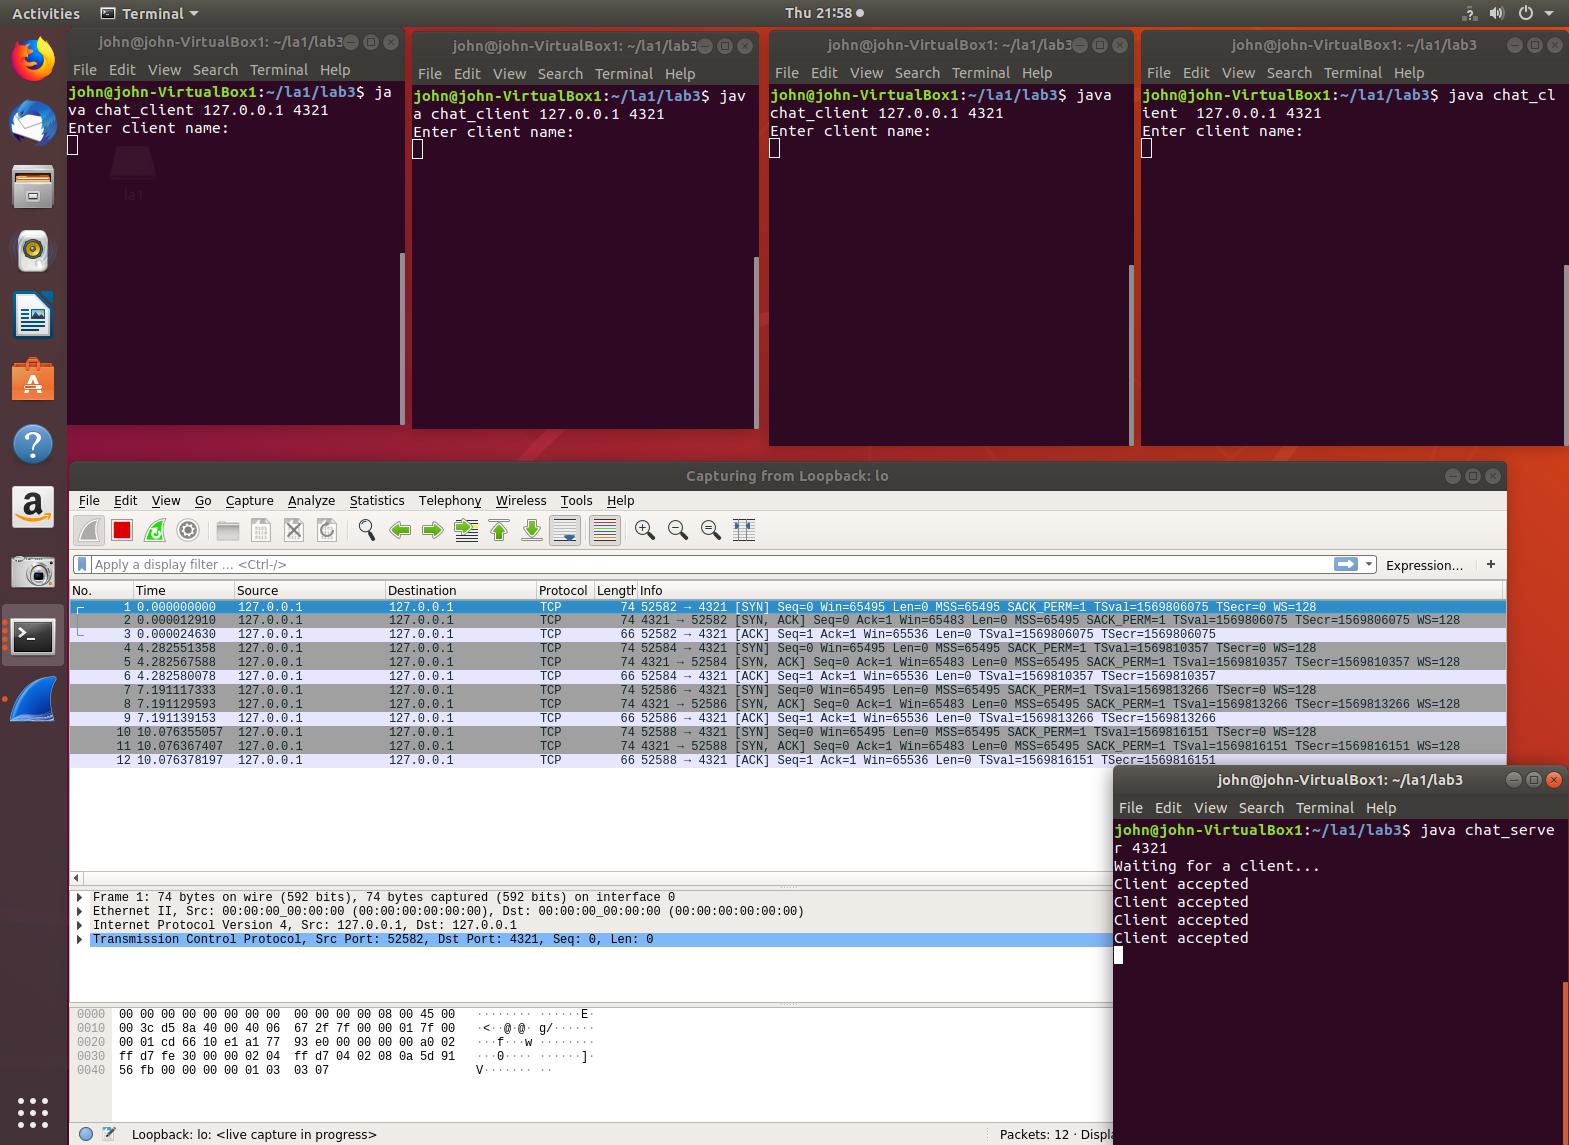 Activities
Terminal
Thu 21:58
john@john-VirtualBox1: ~/la1/lab3
File Edit View Search Terminal Help
john@john-VirtualBox1:~/la1/lab3$ ja
va chat_client 127.0.0.1 4321
Enter client name:
la1
john@john-VirtualBox1: ~/la1/lab3
File Edit View Search Terminal Help
john@john-VirtualBox1:~/la1/lab3$ jav
a chat_client 127.0.0.1 4321
Enter client name:
john@john-VirtualBox1: ~/la1/lab3
File Edit View Search Terminal Help
john@john-VirtualBox1:~/la1/lab3$ java
chat_client 127.0.0.1 4321
Enter client name:
john@john-VirtualBox1: ~/la1/lab3
File Edit View Search Terminal Help
john@john-VirtualBox1:~/la1/lab3$ java chat_cl
ient  127.0.0.1 4321
Enter client name:
Capturing from Loopback: lo
File Edit View Go Capture Analyze Statistics Telephony Wireless Tools Help
Apply a display filter ... <Ctrl-/>
Expression... +
No. Time Source Destination Protocol Length Info
1 0.000000000 127.0.0.1 127.0.0.1 TCP 74 52582 → 4321 [SYN] Seq=0 Win=65495 Len=0 MSS=65495 SACK_PERM=1 TSval=1569806075 TSecr=0 WS=128
2 0.000012910 127.0.0.1 127.0.0.1 TCP 74 4321 → 52582 [SYN, ACK] Seq=0 Ack=1 Win=65483 Len=0 MSS=65495 SACK_PERM=1 TSval=1569806075 TSecr=1569806075 WS=128
3 0.000024630 127.0.0.1 127.0.0.1 TCP 66 52582 → 4321 [ACK] Seq=1 Ack=1 Win=65536 Len=0 TSval=1569806075 TSecr=1569806075
4 4.282551358 127.0.0.1 127.0.0.1 TCP 74 52584 → 4321 [SYN] Seq=0 Win=65495 Len=0 MSS=65495 SACK_PERM=1 TSval=1569810357 TSecr=0 WS=128
5 4.282567588 127.0.0.1 127.0.0.1 TCP 74 4321 → 52584 [SYN, ACK] Seq=0 Ack=1 Win=65483 Len=0 MSS=65495 SACK_PERM=1 TSval=1569810357 TSecr=1569810357 WS=128
6 4.282580078 127.0.0.1 127.0.0.1 TCP 66 52584 → 4321 [ACK] Seq=1 Ack=1 Win=65536 Len=0 TSval=1569810357 TSecr=1569810357
7 7.191117333 127.0.0.1 127.0.0.1 TCP 74 52586 → 4321 [SYN] Seq=0 Win=65495 Len=0 MSS=65495 SACK_PERM=1 TSval=1569813266 TSecr=0 WS=128
8 7.191129593 127.0.0.1 127.0.0.1 TCP 74 4321 → 52586 [SYN, ACK] Seq=0 Ack=1 Win=65483 Len=0 MSS=65495 SACK_PERM=1 TSval=1569813266 TSecr=1569813266 WS=128
9 7.191139153 127.0.0.1 127.0.0.1 TCP 66 52586 → 4321 [ACK] Seq=1 Ack=1 Win=65536 Len=0 TSval=1569813266 TSecr=1569813266
10 10.076355057 127.0.0.1 127.0.0.1 TCP 74 52588 → 4321 [SYN] Seq=0 Win=65495 Len=0 MSS=65495 SACK_PERM=1 TSval=1569816151 TSecr=0 WS=128
11 10.076367407 127.0.0.1 127.0.0.1 TCP 74 4321 → 52588 [SYN, ACK] Seq=0 Ack=1 Win=65483 Len=0 MSS=65495 SACK_PERM=1 TSval=1569816151 TSecr=1569816151 WS=128
12 10.076378197 127.0.0.1 127.0.0.1 TCP 66 52588 → 4321 [ACK] Seq=1 Ack=1 Win=65536 Len=0 TSval=1569816151 TSecr=1569816151
Frame 1: 74 bytes on wire (592 bits), 74 bytes captured (592 bits) on interface 0
Ethernet II, Src: 00:00:00_00:00:00 (00:00:00:00:00:00), Dst: 00:00:00_00:00:00 (00:00:00:00:00:00)
Internet Protocol Version 4, Src: 127.0.0.1, Dst: 127.0.0.1
Transmission Control Protocol, Src Port: 52582, Dst Port: 4321, Seq: 0, Len: 0
0000 00 00 00 00 00 00 00 00 00 00 00 00 08 00 45 00 ········ ······E·
0010 00 3c d5 8a 40 00 40 06 67 2f 7f 00 00 01 7f 00 ·<··@·@· g/······
0020 00 01 cd 66 10 e1 a1 77 93 e0 00 00 00 00 a0 02 ···f···w ········
0030 ff d7 fe 30 00 00 02 04 ff d7 04 02 08 0a 5d 91 ···0···· ······]·
0040 56 fb 00 00 00 00 01 03 03 07 V······· ··
Loopback: lo: <live capture in progress>
Packets: 12 · Displa
john@john-VirtualBox1: ~/la1/lab3
File Edit View Search Terminal Help
john@john-VirtualBox1:~/la1/lab3$ java chat_serve
r 4321
Waiting for a client...
Client accepted
Client accepted
Client accepted
Client accepted